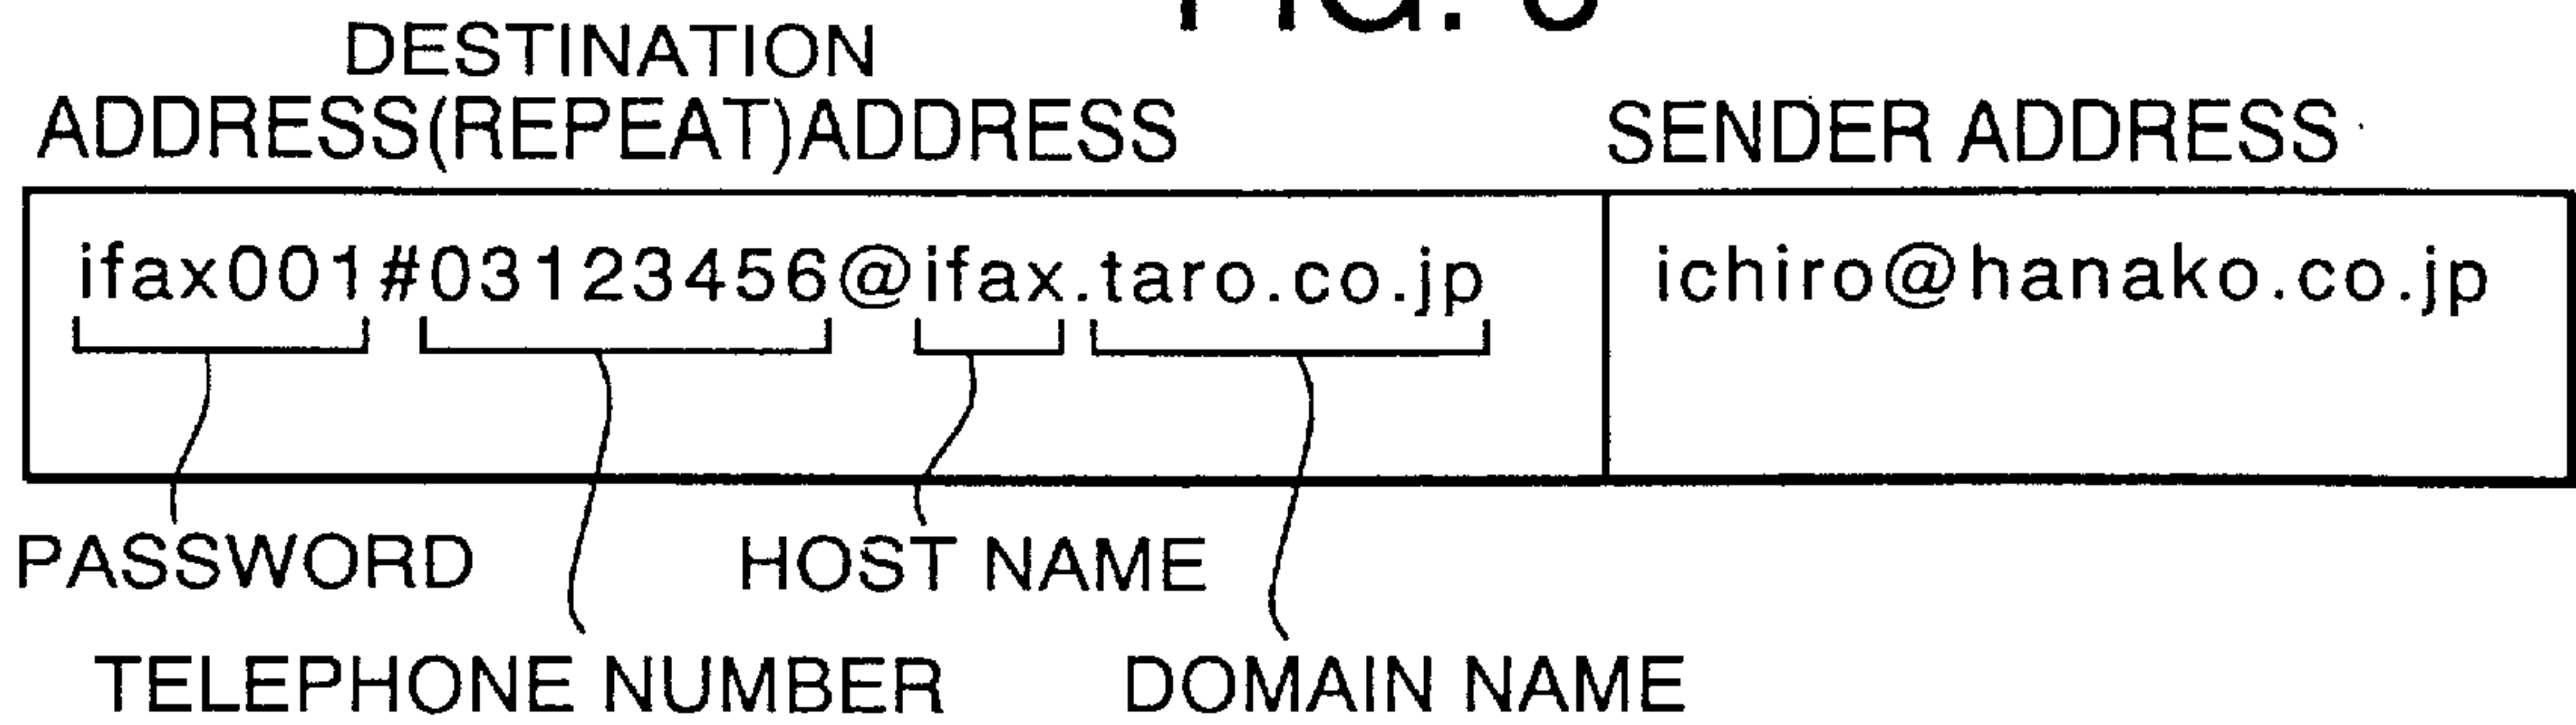 FIG.
DESTINATION
ADDRESS(REPEAT)ADDRESS
SENDER ADDRESS
ifax001#03123456@ifax.taro.co.jp
ichiro@hanako.co.jp
PASSWORD
HOST NAME
TELEPHONE NUMBER
DOMAIN NAME